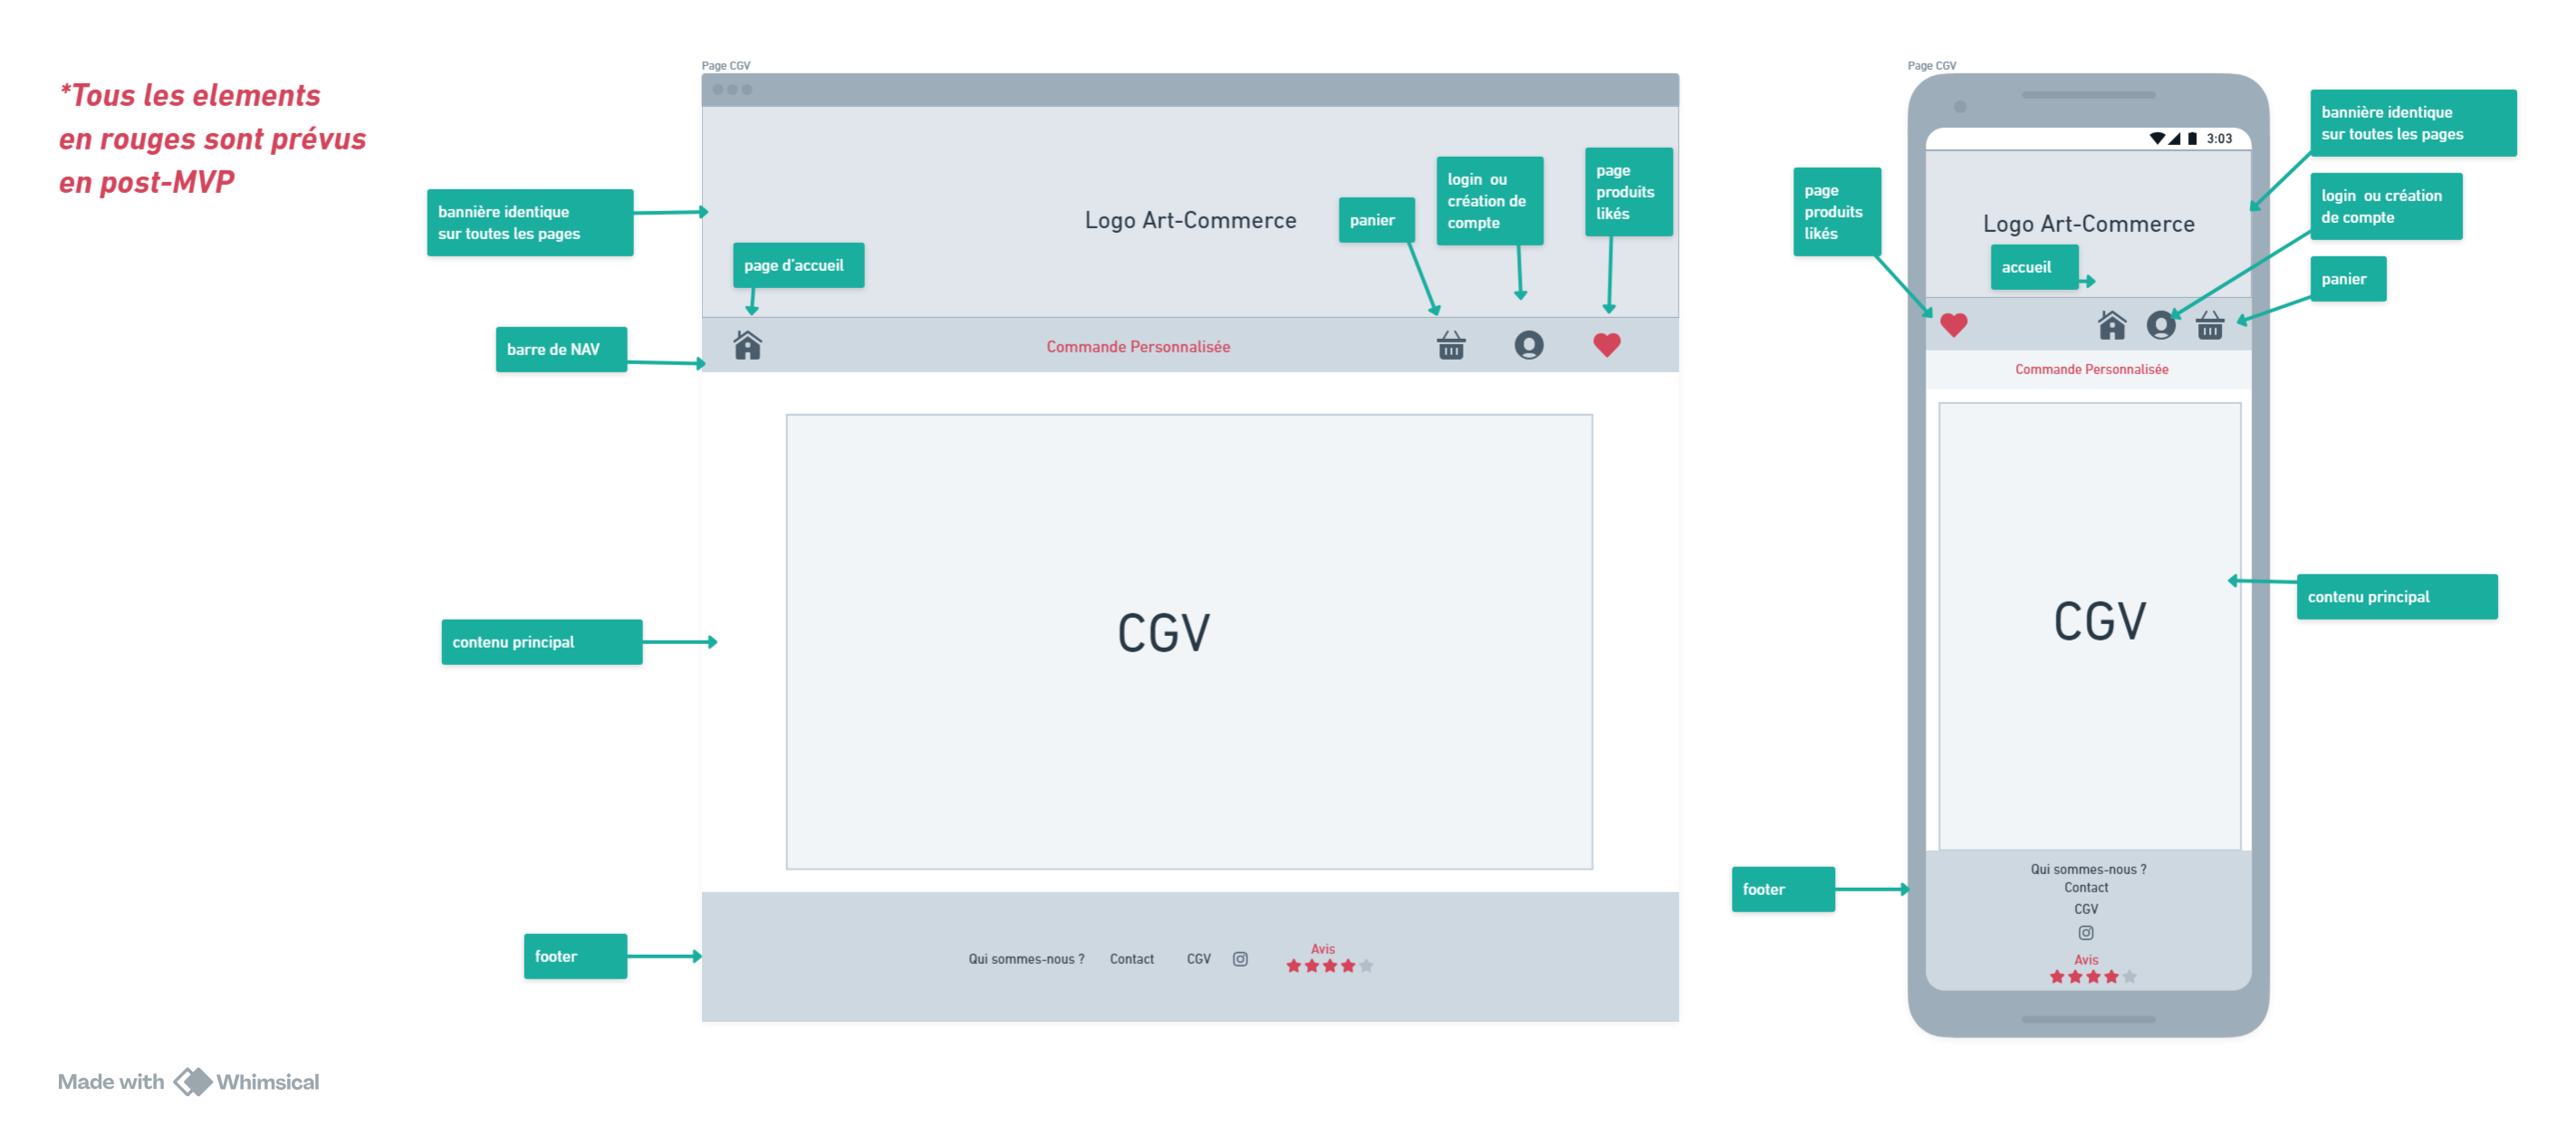 *Tous les elements
en rouges sont prévus
en post-MVP
Page CGV
bannière identique
sur toutes les pages
Logo Art-Commerce
page d'accueil
panier
login ou
création de
compte
page
produits
likés
barre de NAV
Commande Personnalisée
contenu principal
CGV
footer
Qui sommes-nous ?
Contact
CGV
Avis
Page CGV
3:03
bannière identique
sur toutes les pages
page
produits
likés
Logo Art-Commerce
login ou création
de compte
accueil
panier
Commande Personnalisée
contenu principal
CGV
footer
Qui sommes-nous ?
Contact
CGV
Avis
Made with Whimsical